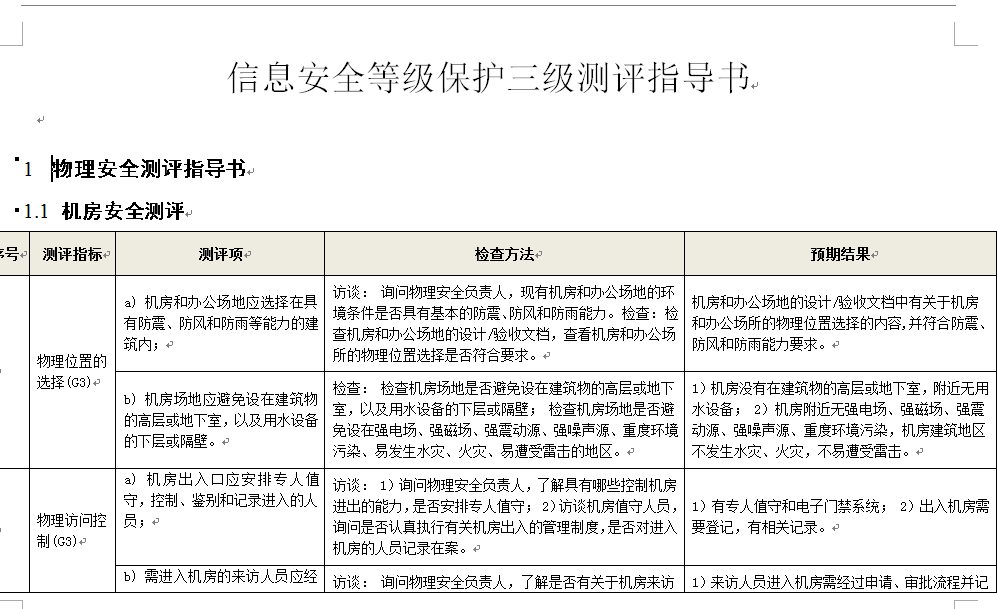 信息安全等级保护三级测评指导书
1 物理安全测评指导书
1.1 机房安全测评
序号 测评指标 测评项 检查方法 预期结果
物理位置的
选择(G3)
a) 机房和办公场地应选择在具
有防震、防风和防雨等能力的建
筑内；
访谈： 询问物理安全负责人，现有机房和办公场地的环
境条件是否具有基本的防震、防风和防雨能力。检查：检
查机房和办公场地的设计/验收文档，查看机房和办公场
所的物理位置选择是否符合要求。
机房和办公场地的设计/验收文档中有关于机房
和办公场所的物理位置选择的内容,并符合防震、
防风和防雨能力要求。
b) 机房场地应避免设在建筑物
的高层或地下室，以及用水设备
的下层或隔壁。
检查： 检查机房场地是否避免设在建筑物的高层或地下
室，以及用水设备的下层或隔壁； 检查机房场地是否避
免设在强电场、强磁场、强震动源、强噪声源、重度环境
污染、易发生水灾、火灾、易遭受雷击的地区。
1）机房没有在建筑物的高层或地下室，附近无用
水设备； 2）机房附近无强电场、强磁场、强震
动源、强噪声源、重度环境污染，机房建筑地区
不发生水灾、火灾，不易遭受雷击。
物理访问控
制(G3)
a) 机房出入口应安排专人值
守，控制、鉴别和记录进入的人
员；
访谈： 1）询问物理安全负责人，了解具有哪些控制机房
进出的能力，是否安排专人值守； 2）访谈机房值守人员，
询问是否认真执行有关机房出入的管理制度，是否对进入
机房的人员记录在案。
1）有专人值守和电子门禁系统； 2）出入机房需
要登记，有相关记录。
b) 需进入机房的来访人员应经
访谈： 询问物理安全负责人，了解是否有关于机房来访
1）来访人员进入机房需经过申请、审批流程并记